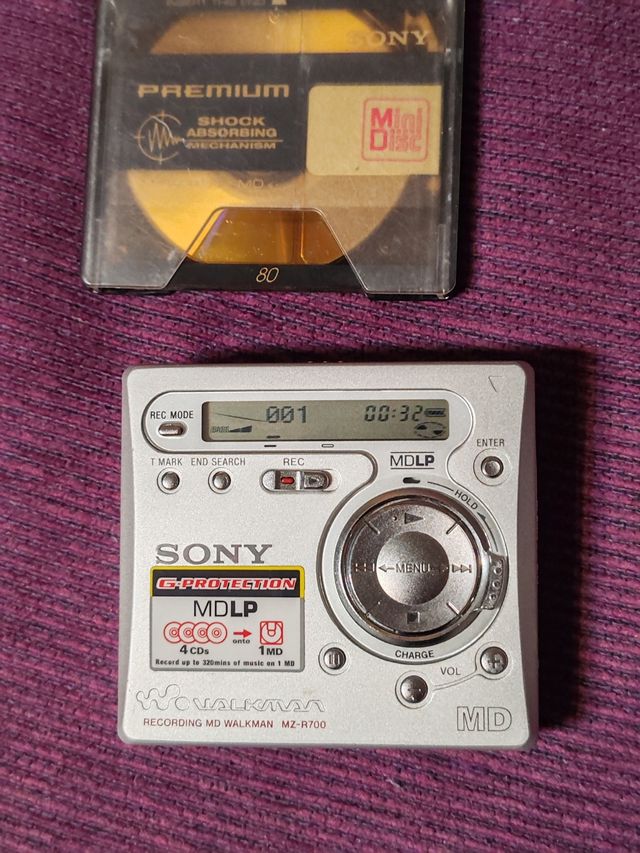 SONY
PREMIUM
SHOCK
ABSORBING
MECHANISM
Mini
Disc
MD
80
REC MODE
001 00:32
BASS
T MARK END SEARCH REC MDLP ENTER
HOLD
SONY
G-PROTECTION
MDLP
4 CDs onto 1 MD
Record up to 320mins of music on 1 MD
MENU
CHARGE
VOL
WALKMAN
RECORDING MD WALKMAN MZ-R700
MD